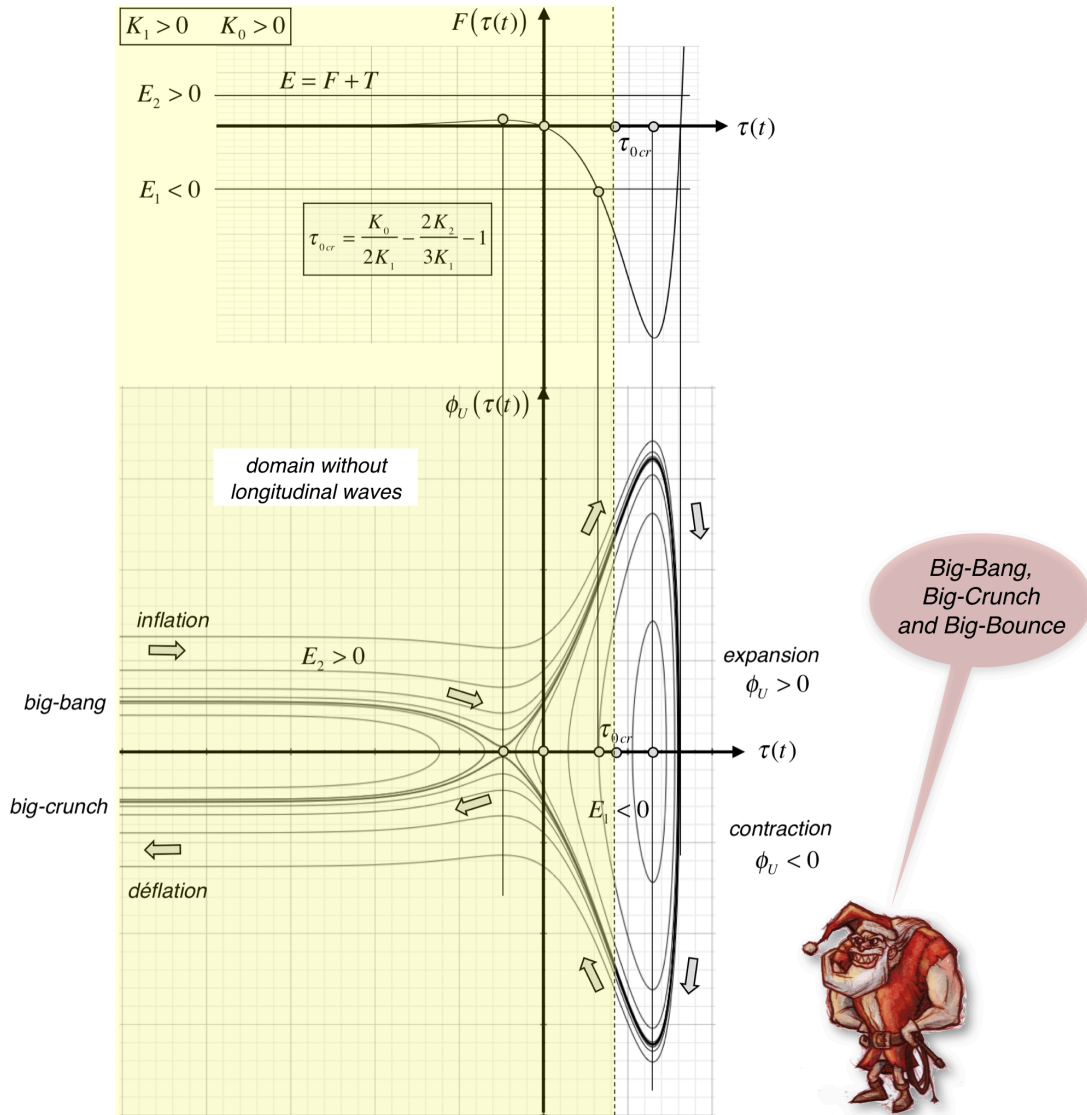 K₁ > 0 K₀ > 0
F(τ(t))
E = F + T
E₂ > 0
τ(t)
τ₀cr
E₁ < 0
τ₀cr = K₀/2K₁ − 2K₂/3K₁ − 1
ϕ_U(τ(t))
domain without
longitudinal waves
Big-Bang,
Big-Crunch
and Big-Bounce
inflation
E₂ > 0
expansion
ϕ_U > 0
big-bang
τ₀cr
τ(t)
big-crunch
E₁ < 0
contraction
ϕ_U < 0
déflation